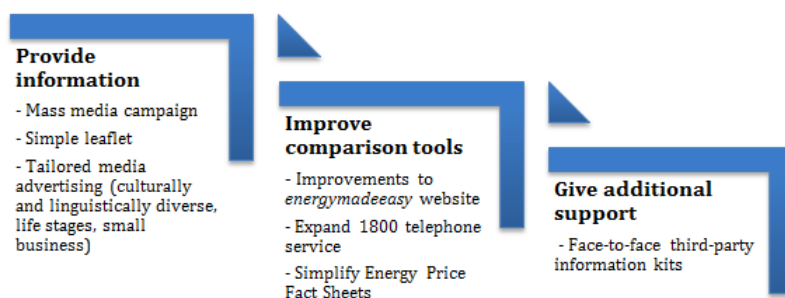 Provide
information
- Mass media campaign
- Simple leaflet
- Tailored media
advertising (culturally
and linguistically diverse,
life stages, small
business)
Improve
comparison tools
- Improvements to
energymadeeasy website
- Expand 1800 telephone
service
- Simplify Energy Price
Fact Sheets
Give additional
support
- Face-to-face third-party
information kits